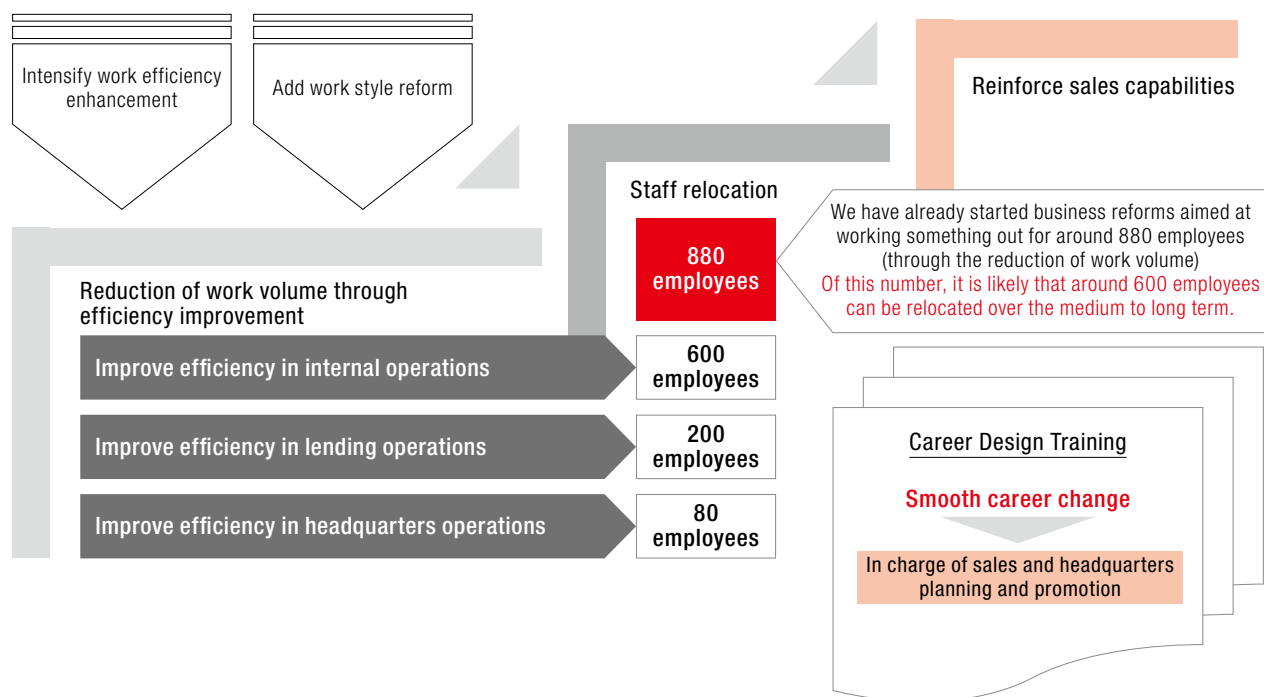 Intensify work efficiency
enhancement
Add work style reform
Reinforce sales capabilities
Staff relocation
880
employees
We have already started business reforms aimed at
working something out for around 880 employees
(through the reduction of work volume)
Of this number, it is likely that around 600 employees
can be relocated over the medium to long term.
Reduction of work volume through
efficiency improvement
Improve efficiency in internal operations
600
employees
Improve efficiency in lending operations
200
employees
Improve efficiency in headquarters operations
80
employees
Career Design Training
Smooth career change
In charge of sales and headquarters
planning and promotion